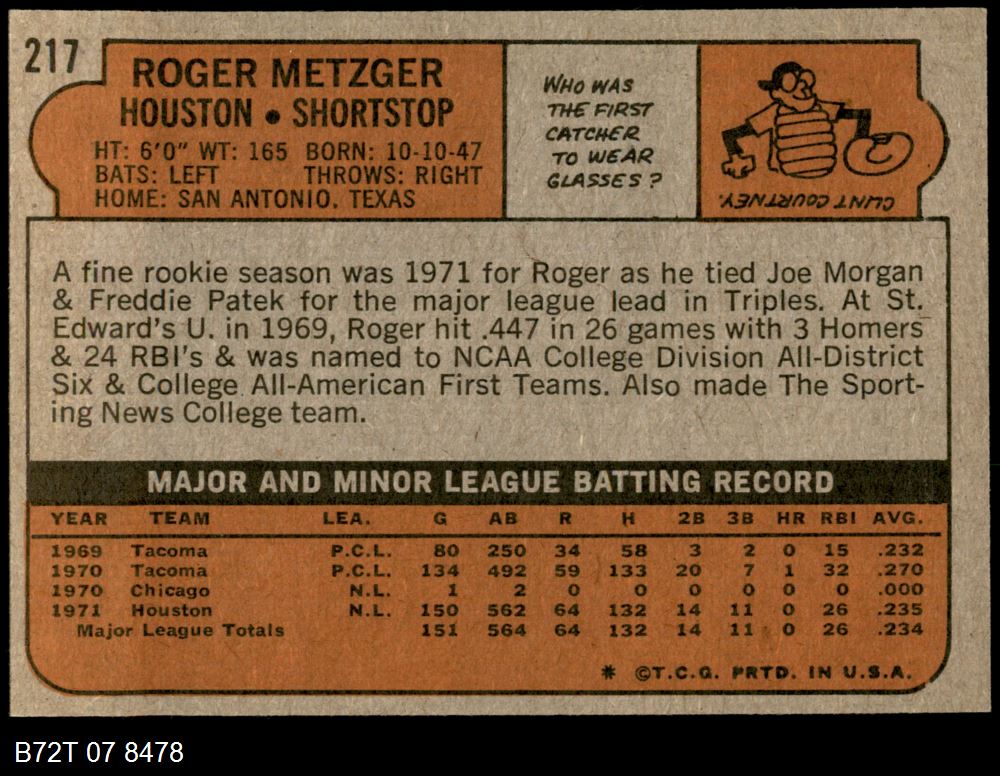 217
ROGER METZGER
HOUSTON • SHORTSTOP
HT: 6'0" WT: 165 BORN: 10-10-47
BATS: LEFT THROWS: RIGHT
HOME: SAN ANTONIO, TEXAS
WHO WAS
THE FIRST
CATCHER
TO WEAR
GLASSES?
CLINT COURTNEY.
A fine rookie season was 1971 for Roger as he tied Joe Morgan
& Freddie Patek for the major league lead in Triples. At St.
Edward's U. in 1969, Roger hit .447 in 26 games with 3 Homers
& 24 RBI's & was named to NCAA College Division All-District
Six & College All-American First Teams. Also made The Sport-
ing News College team.
MAJOR AND MINOR LEAGUE BATTING RECORD
YEAR TEAM LEA. G AB R H 2B 3B HR RBI AVG.
1969 Tacoma P.C.L. 80 250 34 58 3 2 0 15 .232
1970 Tacoma P.C.L. 134 492 59 133 20 7 1 32 .270
1970 Chicago N.L. 1 2 0 0 0 0 0 0 .000
1971 Houston N.L. 150 562 64 132 14 11 0 26 .235
Major League Totals 151 564 64 132 14 11 0 26 .234
* ©T.C.G. PRTD. IN U.S.A.
B72T 07 8478